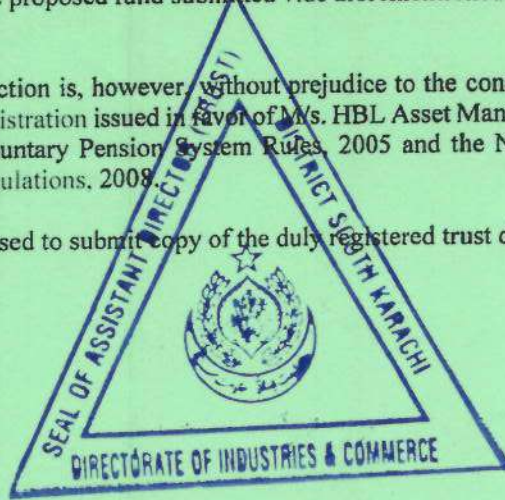 proposed fund submitted vide
ction is, however, without prejudice to the con
istration issued in favor of M/s. HBL Asset Man
luntary Pension System Rules, 2005 and the N
ulations, 2008.
sed to submit copy of the duly registered trust d
SEAL OF ASSISTANT DIRECTOR (TRUST)
DISTRICT SOUTH KARACHI
DIRECTORATE OF INDUSTRIES & COMMERCE